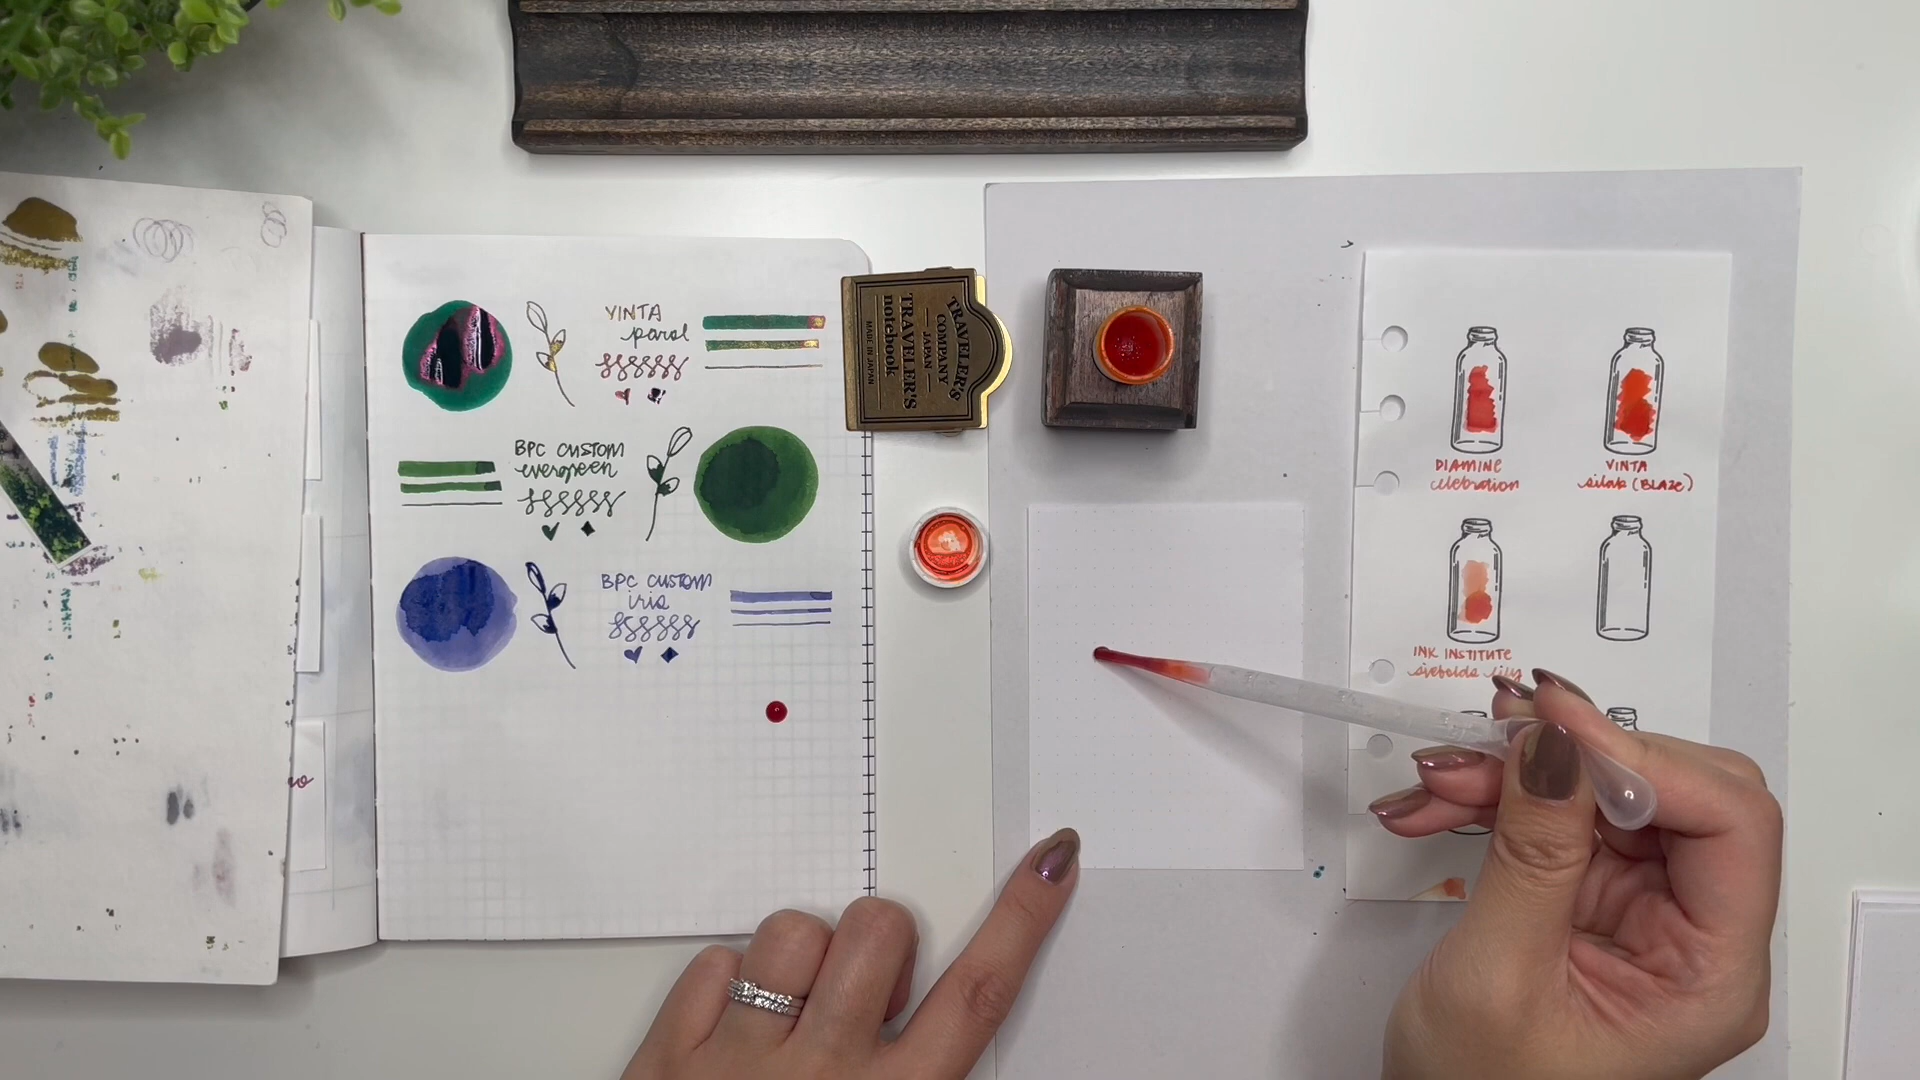 VINTA
parol
BPC CUSTOM
evergreen
BPC CUSTOM
iris
TRAVELER'S
COMPANY
JAPAN
TRAVELER'S
notebook
MADE IN JAPAN
DIAMINE
celebration
VINTA
silab (BLAZE)
INK INSTITUTE
siebolds lily